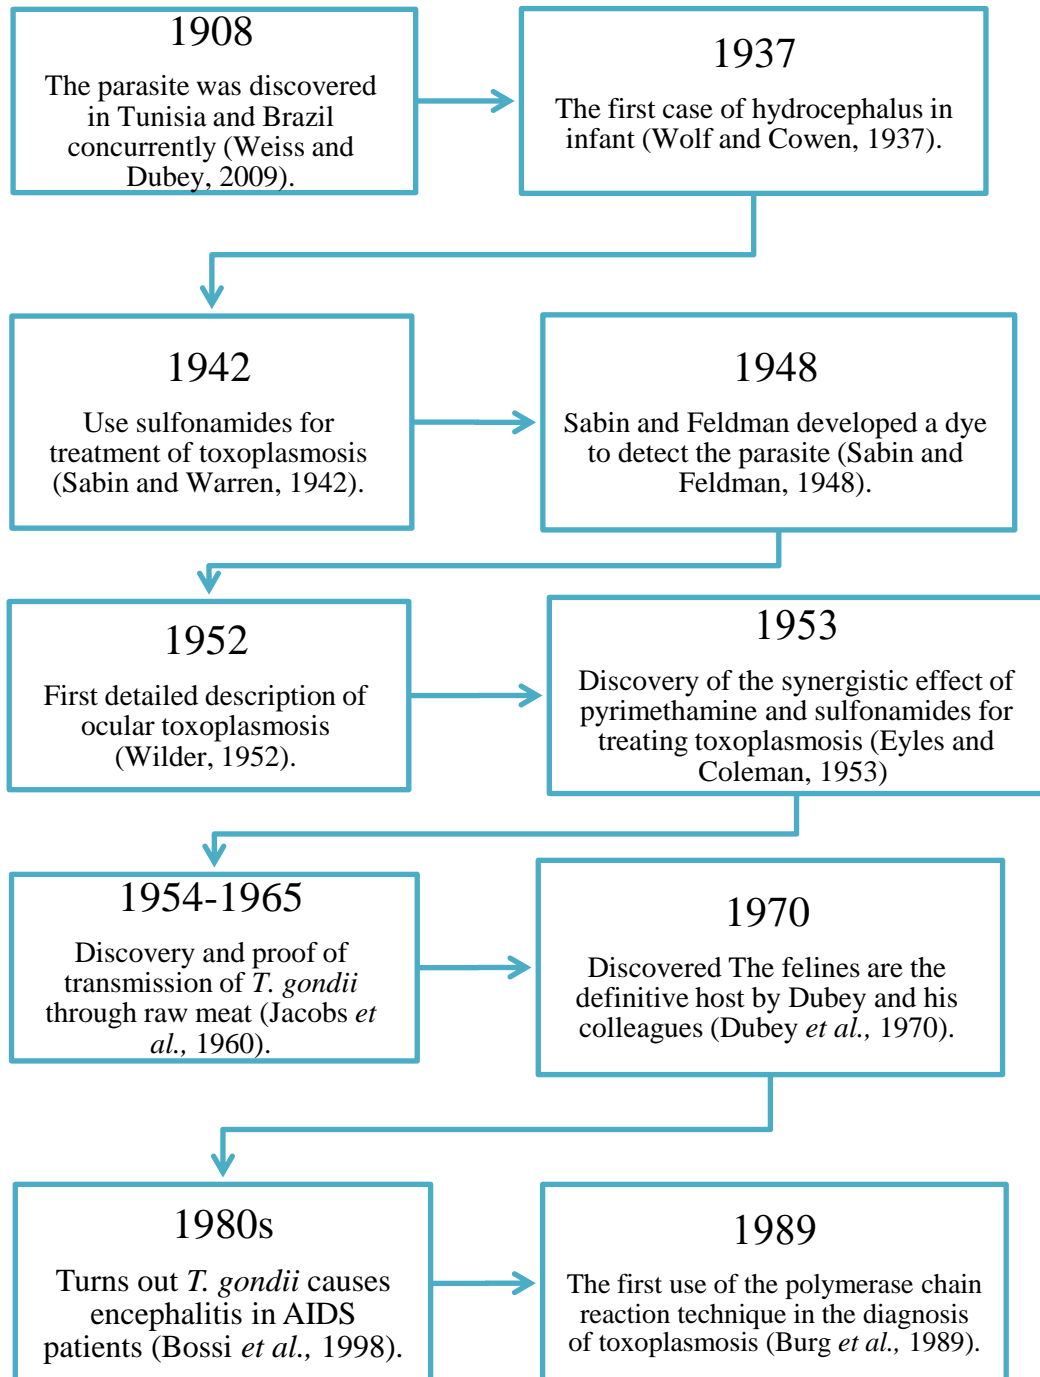 1908
The parasite was discovered
in Tunisia and Brazil
concurrently (Weiss and
Dubey, 2009).
1937
The first case of hydrocephalus in
infant (Wolf and Cowen, 1937).
1942
Use sulfonamides for
treatment of toxoplasmosis
(Sabin and Warren, 1942).
1948
Sabin and Feldman developed a dye
to detect the parasite (Sabin and
Feldman, 1948).
1952
First detailed description of
ocular toxoplasmosis
(Wilder, 1952).
1953
Discovery of the synergistic effect of
pyrimethamine and sulfonamides for
treating toxoplasmosis (Eyles and
Coleman, 1953)
1954-1965
Discovery and proof of
transmission of T. gondii
through raw meat (Jacobs et
al., 1960).
1970
Discovered The felines are the
definitive host by Dubey and his
colleagues (Dubey et al., 1970).
1980s
Turns out T. gondii causes
encephalitis in AIDS
patients (Bossi et al., 1998).
1989
The first use of the polymerase chain
reaction technique in the diagnosis
of toxoplasmosis (Burg et al., 1989).